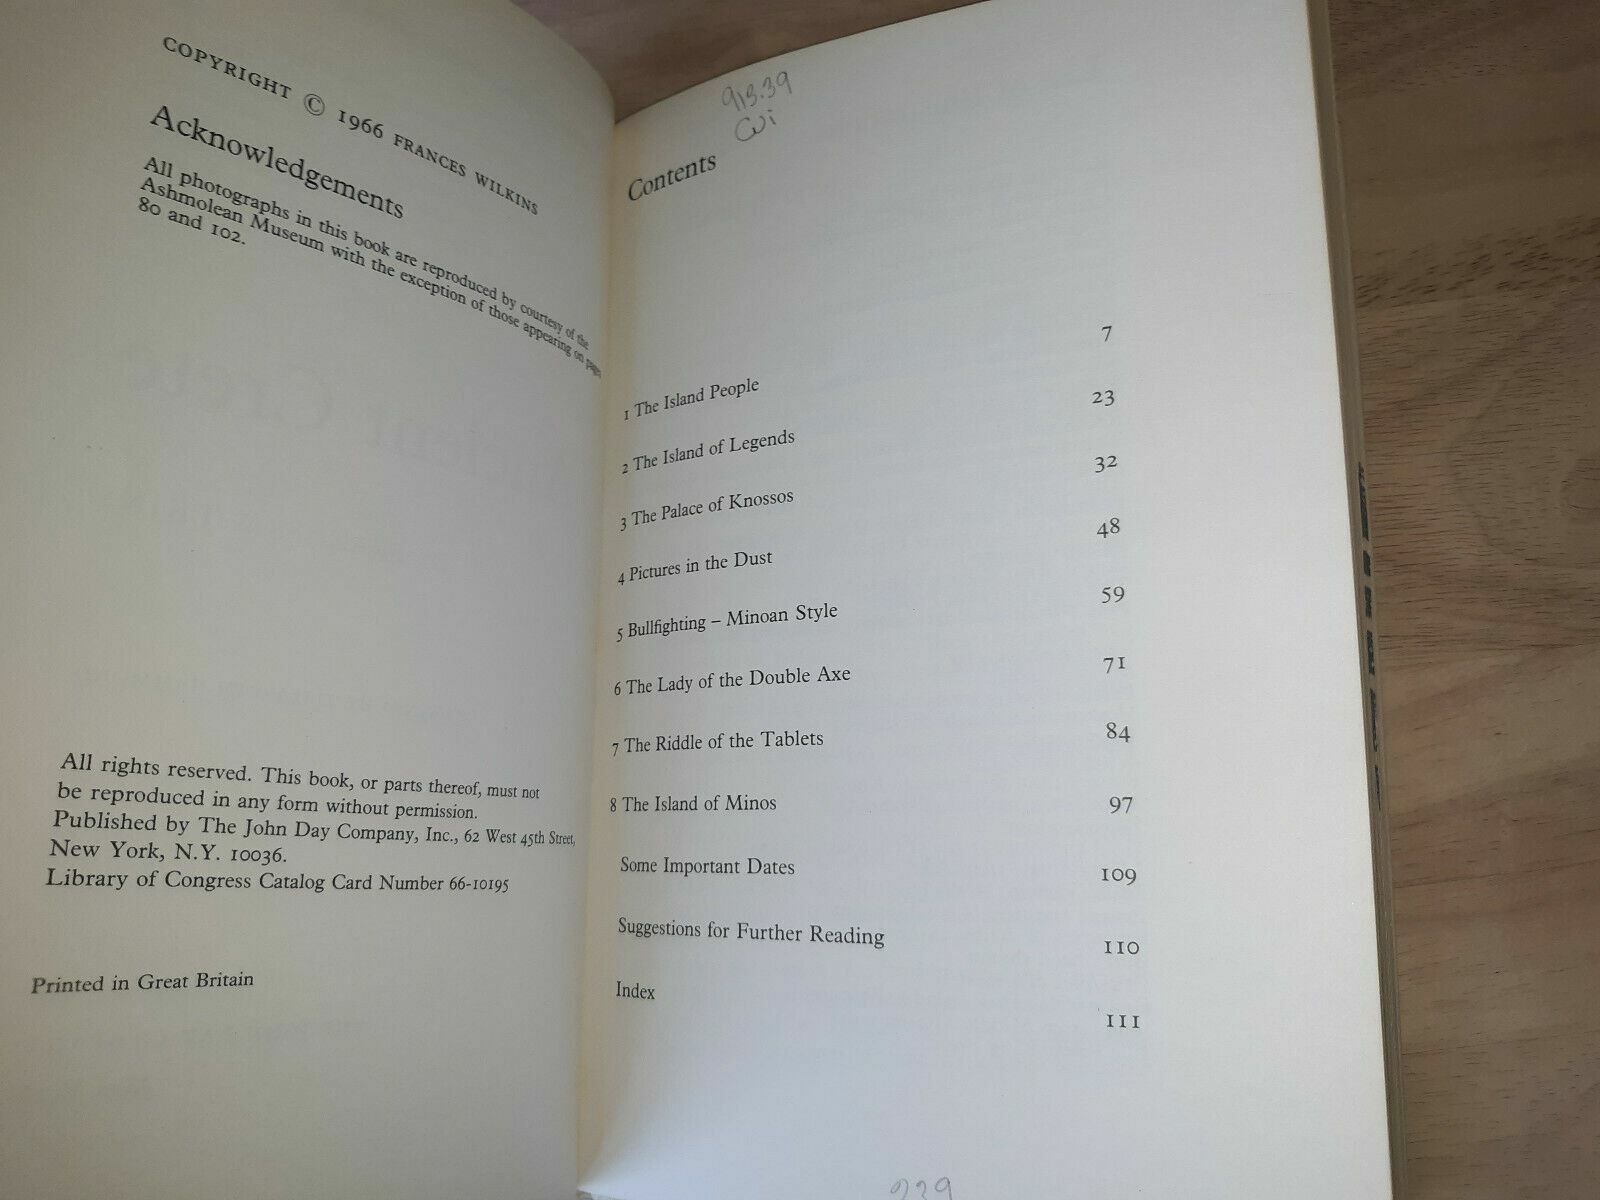 COPYRIGHT © 1966 FRANCES WILKINS
Acknowledgements
All photographs in this book are reproduced by courtesy of the
Ashmolean Museum with the exception of those appearing on pages
80 and 102.
All rights reserved. This book, or parts thereof, must not
be reproduced in any form without permission.
Published by The John Day Company, Inc., 62 West 45th Street,
New York, N.Y. 10036.
Library of Congress Catalog Card Number 66-10195
Printed in Great Britain
913.39
Wi
Contents
1 The Island People 7
2 The Island of Legends 23
3 The Palace of Knossos 32
4 Pictures in the Dust 48
5 Bullfighting – Minoan Style 59
6 The Lady of the Double Axe 71
7 The Riddle of the Tablets 84
8 The Island of Minos 97
Some Important Dates 109
Suggestions for Further Reading 110
Index 111